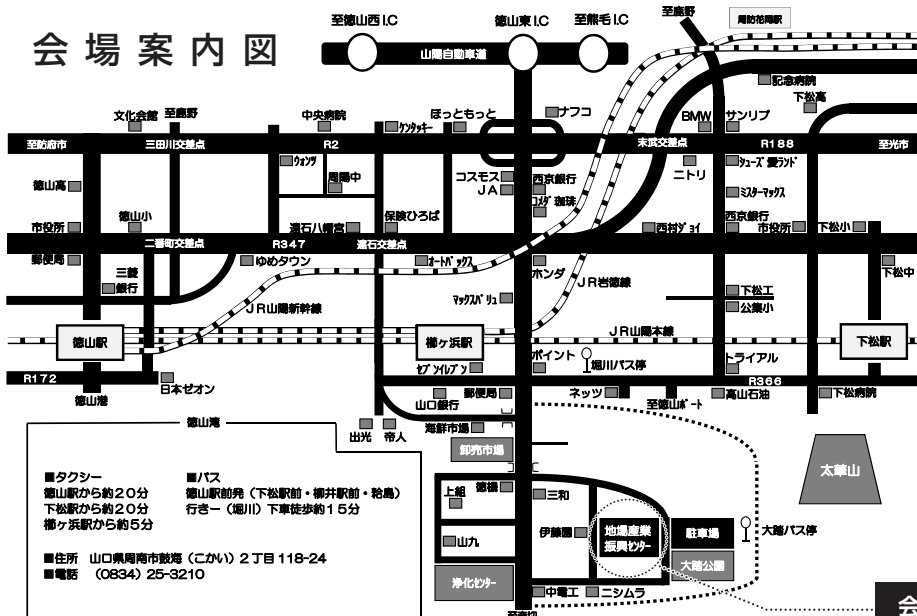 会場案内図
至徳山西 I.C
徳山東 I.C
至熊毛 I.C
至鹿野
周防花岡駅
山陽自動車道
記念病院
下松高
文化会館
至鹿野
中央病院
ケンタッキー
ほっともっと
ナフコ
BMW
サンリブ
至防府市
三田川交差点
R2
末武交差点
R188
至光市
ウォンツ
周陽中
徳山高
コスモス
JA
西京銀行
コメダ珈琲
ニトリ
シューズ愛ランド
ミスターマックス
市役所
徳山小
遠石八幡宮
保険ひろば
西村ジョイ
西京銀行
市役所
下松小
二番町交差点
R347
遠石交差点
郵便局
三菱
銀行
ゆめタウン
オートバックス
ホンダ
JR岩徳線
下松中
JR山陽新幹線
マックスバリュ
下松工
公集小
徳山駅
櫛ヶ浜駅
JR山陽本線
下松駅
セブンイレブン
ポイント
堀川バス停
トライアル
R172
日本ゼオン
R366
徳山港
山口銀行
郵便局
ネッツ
至徳山ボート
高山石油
下松病院
徳山湾
出光
帝人
海鮮市場
卸売市場
太華山
■タクシー
徳山駅から約20分
下松駅から約20分
櫛ヶ浜駅から約5分
■バス
徳山駅前発(下松駅前・柳井駅前・粭島)
行きー(堀川)下車徒歩約15分
■住所 山口県周南市鼓海(こかい)2丁目118-24
■電話 (0834)25-3210
上組
徳機
三和
伊藤園
地場産業
振興センター
駐車場
大舘バス停
大舘公園
山九
浄化センター
中電工
ニシムラ
会